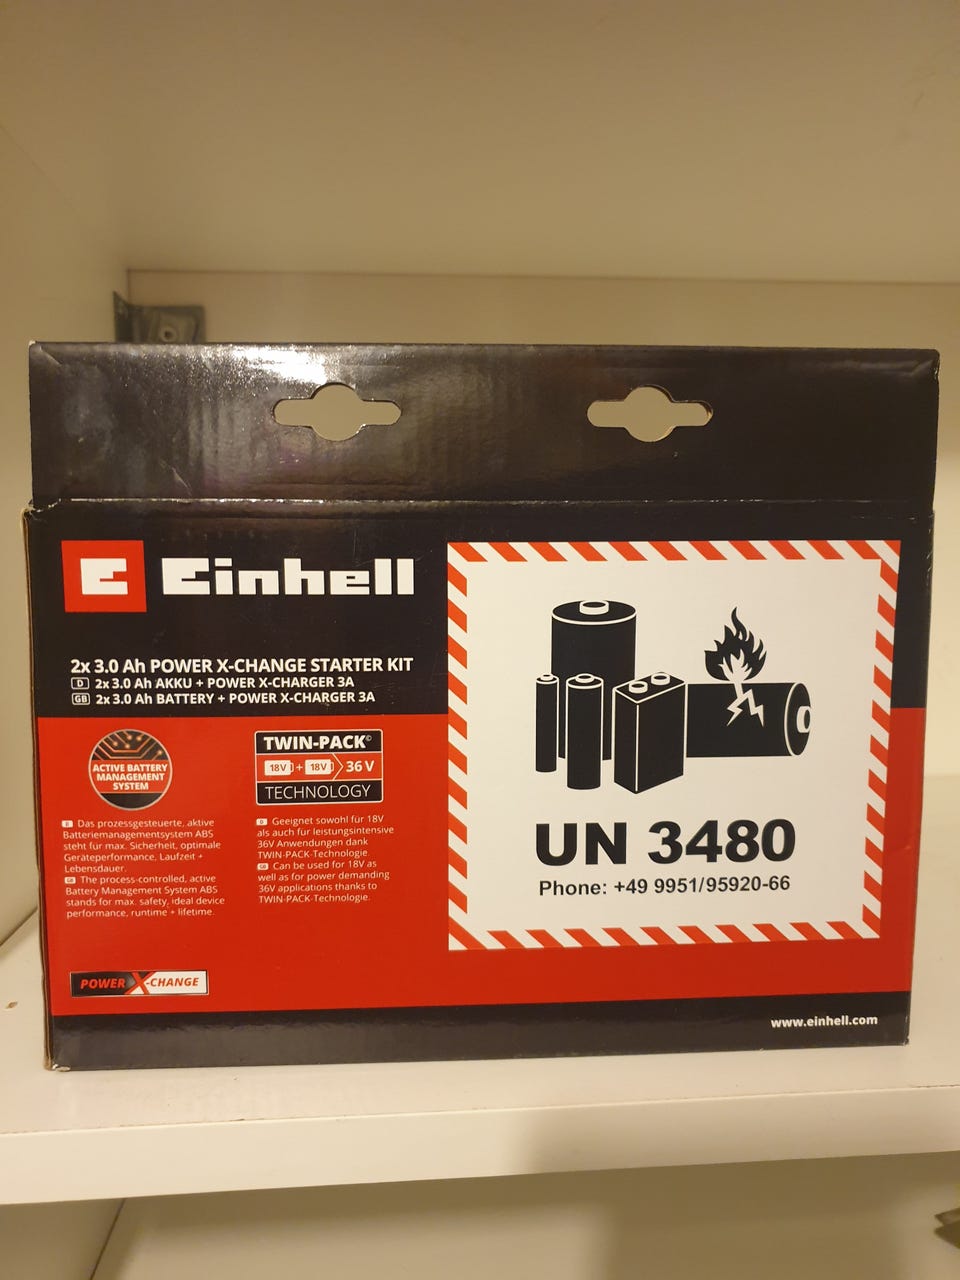 Einhell
2x 3.0 Ah POWER X-CHANGE STARTER KIT
D 2x 3.0 Ah AKKU + POWER X-CHARGER 3A
GB 2x 3.0 Ah BATTERY + POWER X-CHARGER 3A
ACTIVE BATTERY
MANAGEMENT
SYSTEM
D Das prozessgesteuerte, aktive
Batteriemanagementsystem ABS
steht für max. Sicherheit, optimale
Geräteperformance, Laufzeit +
Lebensdauer.
GB The process-controlled, active
Battery Management System ABS
stands for max. safety, ideal device
performance, runtime + lifetime.
TWIN-PACK©
18V + 18V 36 V
TECHNOLOGY
D Geeignet sowohl für 18V
als auch für leistungsintensive
36V Anwendungen dank
TWIN-PACK-Technologie.
GB Can be used for 18V as
well as for power demanding
36V applications thanks to
TWIN-PACK-Technologie.
POWER X-CHANGE
UN 3480
Phone: +49 9951/95920-66
www.einhell.com